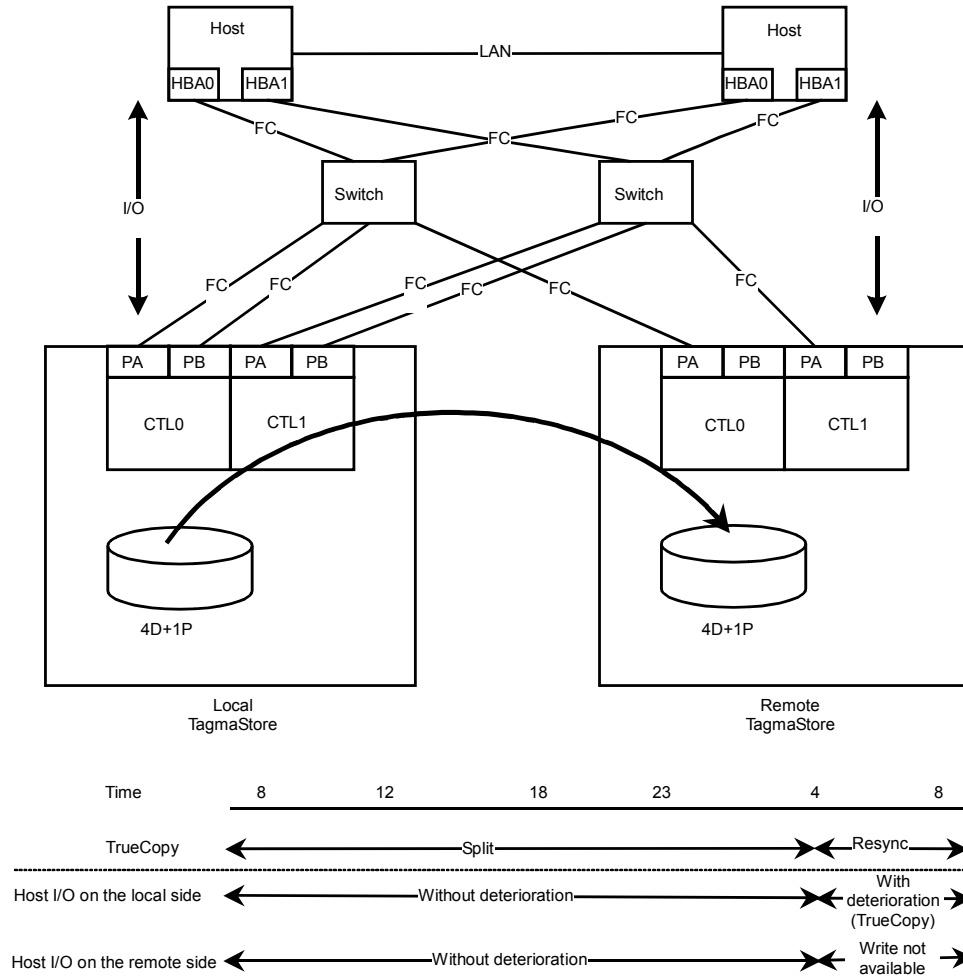 Host
Host
LAN
HBA0
HBA1
HBA0
HBA1
FC
FC
FC
FC
Switch
Switch
I/O
I/O
FC
FC
FC
FC
FC
FC
PA
PB
PA
PB
PA
PB
PA
PB
CTL0
CTL1
CTL0
CTL1
4D+1P
4D+1P
Local
TagmaStore
Remote
TagmaStore
Time 8 12 18 23 4 8
TrueCopy Split Resync
Host I/O on the local side Without deterioration With
deterioration
(TrueCopy)
Host I/O on the remote side Without deterioration Write not
available